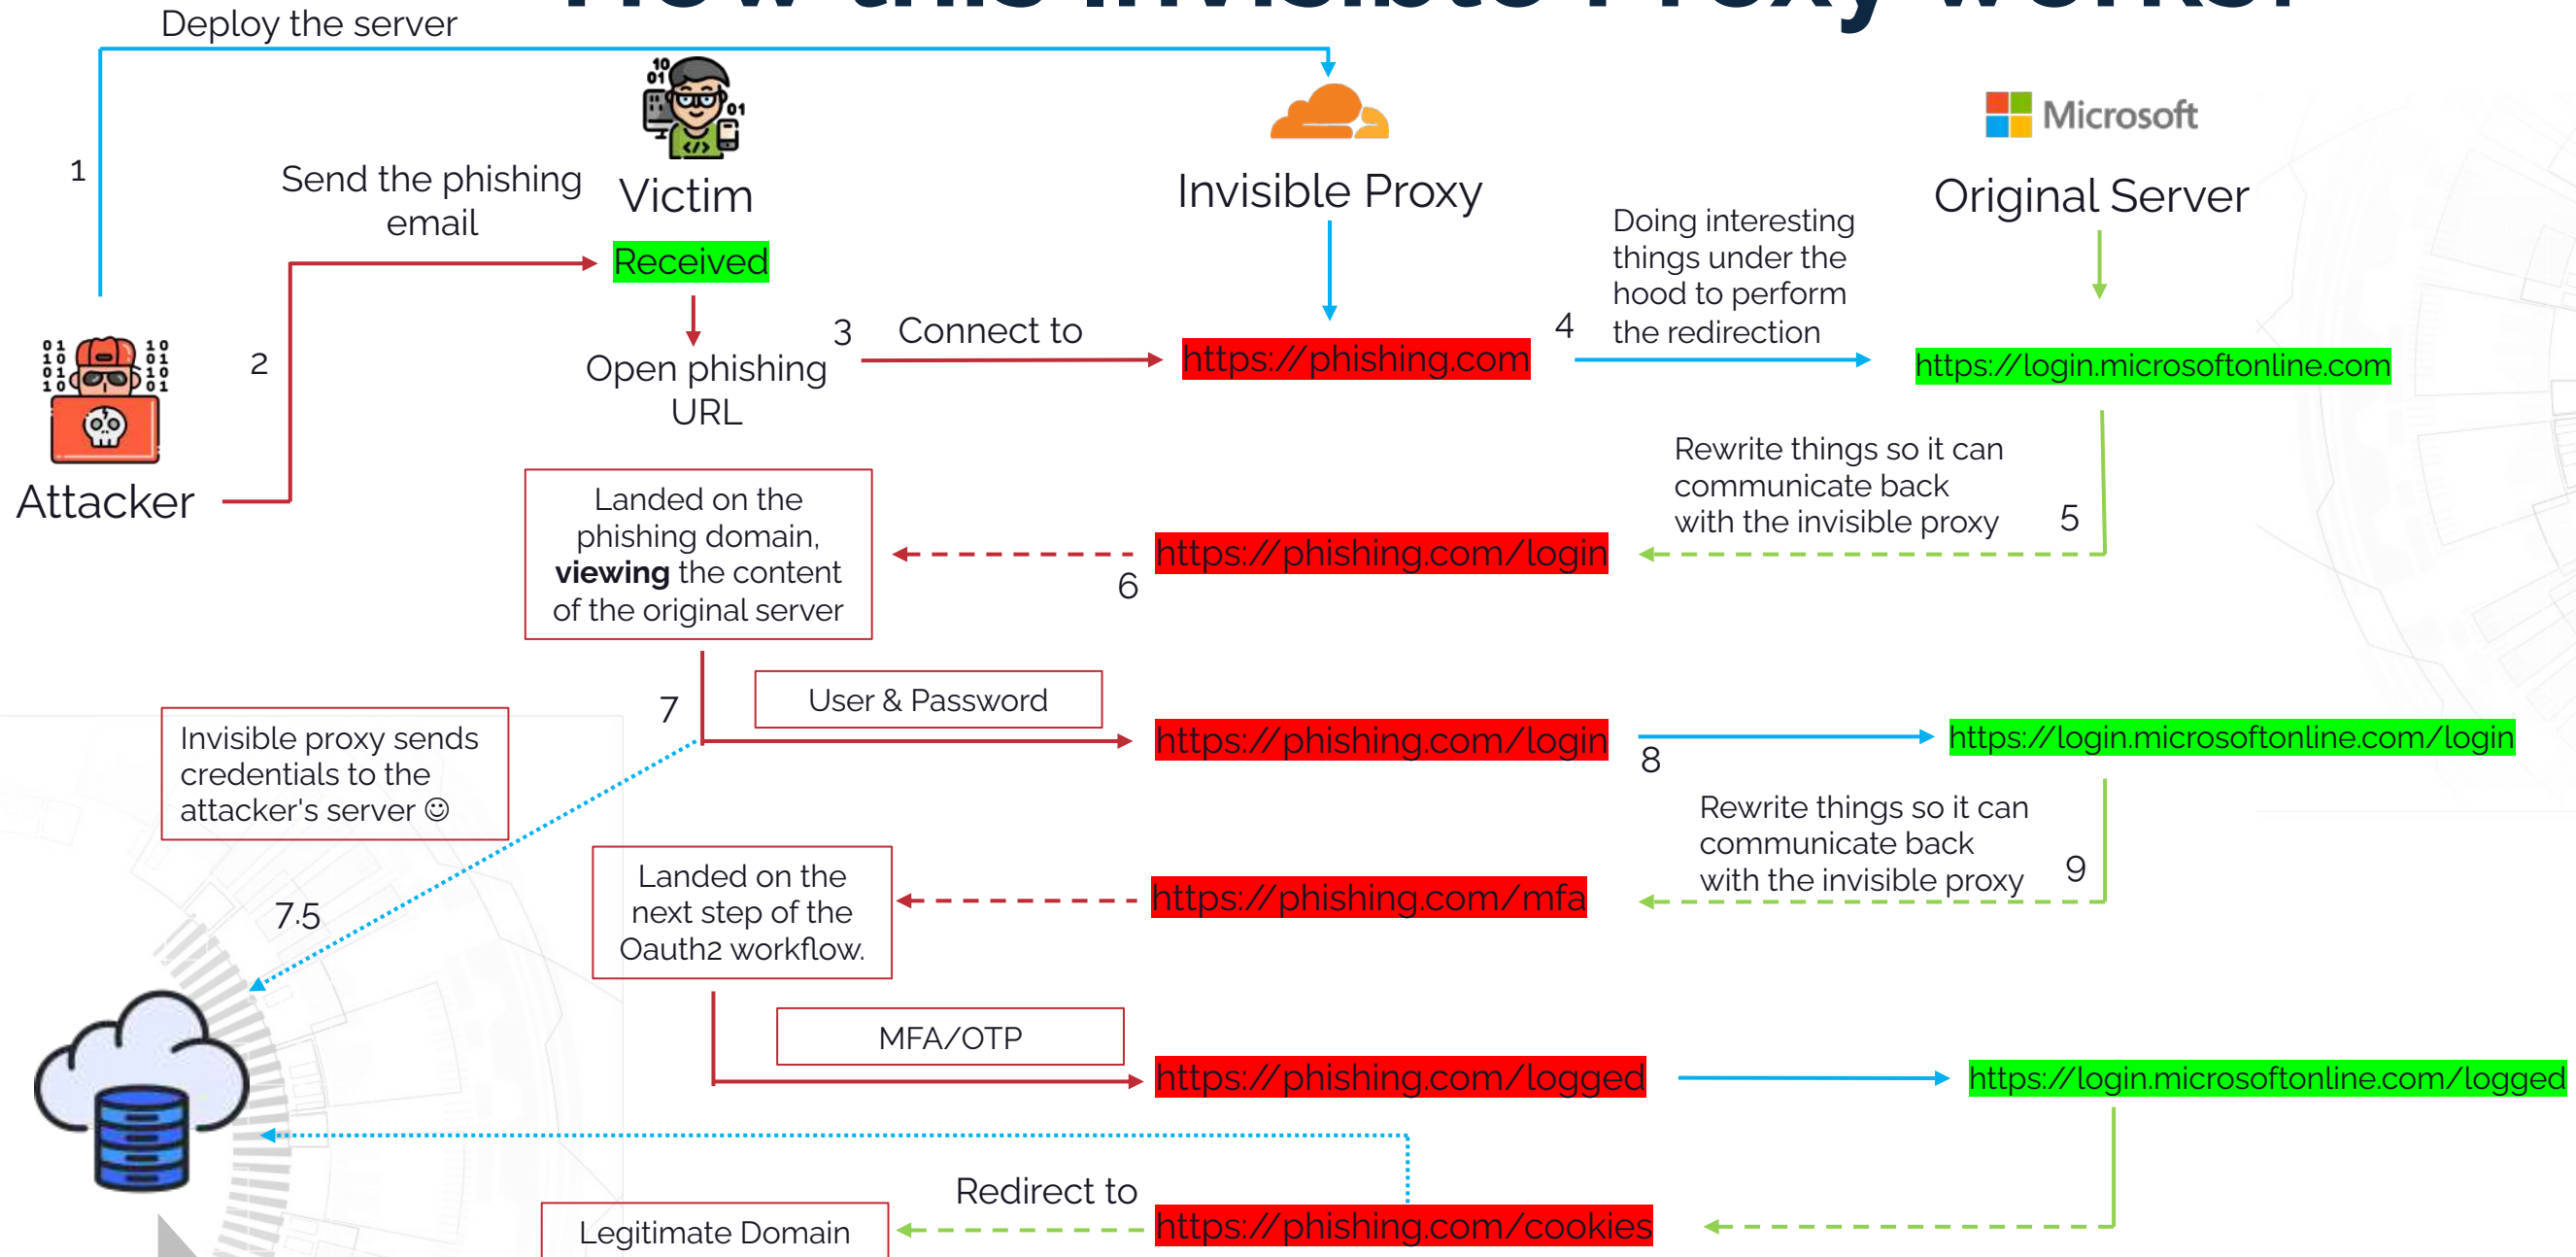 How this Invisible Proxy works?
Deploy the server
1
Send the phishing
email
Victim
Received
Invisible Proxy
Microsoft
Original Server
Doing interesting
things under the
hood to perform
the redirection
2
3
Connect to
4
Open phishing
URL
https://phishing.com
https://login.microsoftonline.com
Attacker
Landed on the
phishing domain,
viewing the content
of the original server
6
https://phishing.com/login
Rewrite things so it can
communicate back
with the invisible proxy
5
7
User & Password
https://phishing.com/login
8
https://login.microsoftonline.com/login
Invisible proxy sends
credentials to the
attacker's server ☺
7.5
Landed on the
next step of the
Oauth2 workflow.
https://phishing.com/mfa
Rewrite things so it can
communicate back
with the invisible proxy
9
MFA/OTP
https://phishing.com/logged
https://login.microsoftonline.com/logged
Redirect to
Legitimate Domain
https://phishing.com/cookies